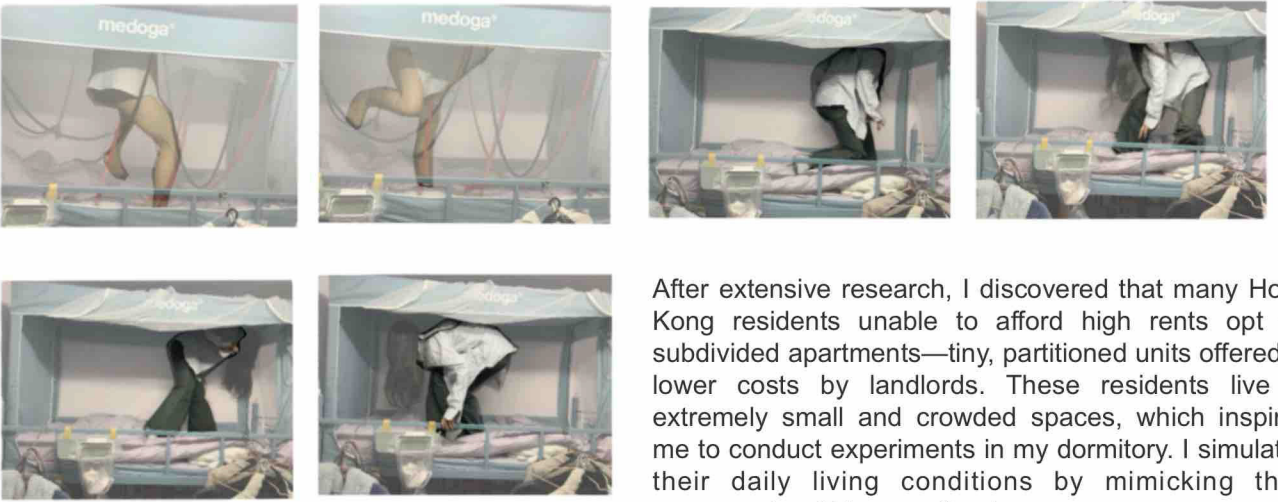 medoga®
medoga®
medoga®
After extensive research, I discovered that many Ho
Kong residents unable to afford high rents opt
subdivided apartments—tiny, partitioned units offered
lower costs by landlords. These residents live
extremely small and crowded spaces, which inspir
me to conduct experiments in my dormitory. I simulat
their daily living conditions by mimicking th